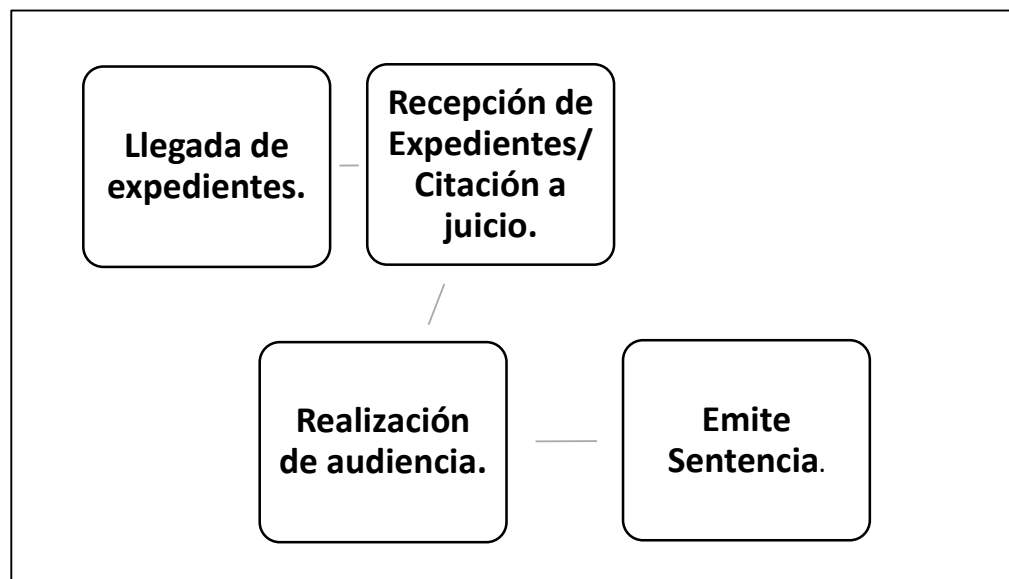 Llegada de
expedientes.
Recepción de
Expedientes/
Citación a
juicio.
Realización
de audiencia.
Emite
Sentencia.